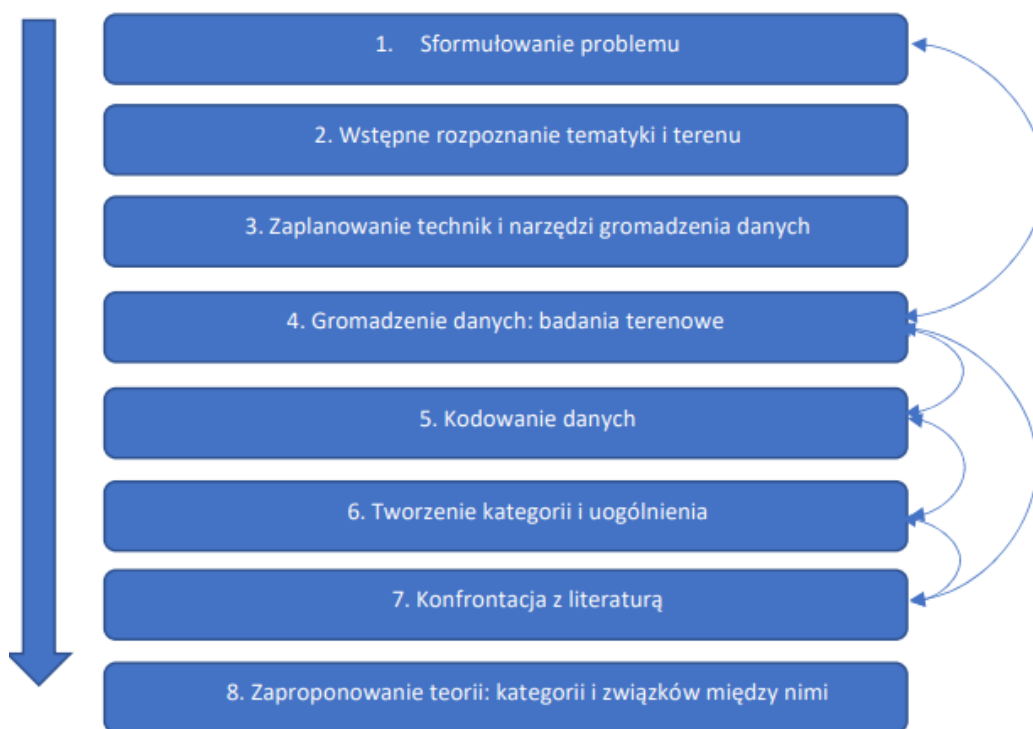 1. Sformułowanie problemu
2. Wstępne rozpoznanie tematyki i terenu
3. Zaplanowanie technik i narzędzi gromadzenia danych
4. Gromadzenie danych: badania terenowe
5. Kodowanie danych
6. Tworzenie kategorii i uogólnienia
7. Konfrontacja z literaturą
8. Zaproponowanie teorii: kategorii i związków między nimi